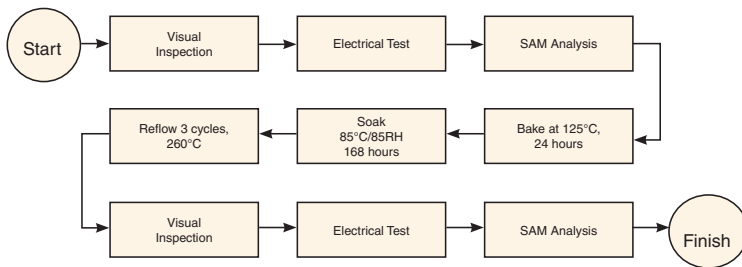 Start
Visual
Inspection
Electrical Test
SAM Analysis
Bake at 125°C,
24 hours
Soak
85°C/85RH
168 hours
Reflow 3 cycles,
260°C
Visual
Inspection
Electrical Test
SAM Analysis
Finish